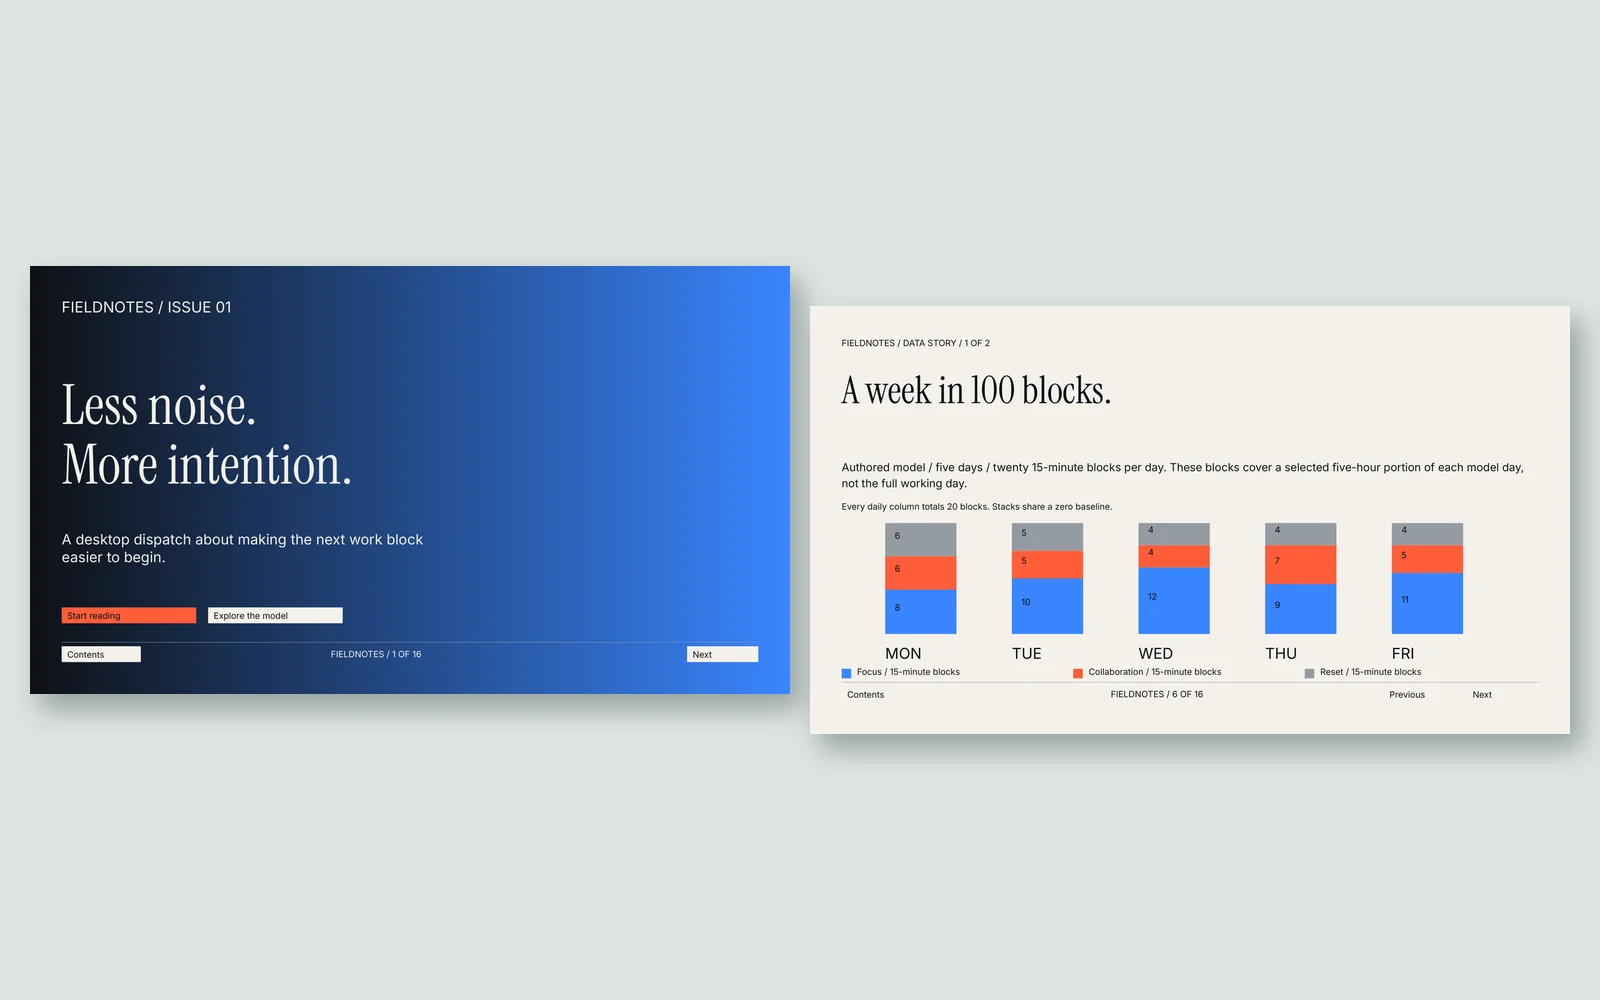 FIELDNOTES / ISSUE 01
Less noise.
More intention.
A desktop dispatch about making the next work block
easier to begin.
Start reading
Explore the model
Contents
FIELDNOTES / 1 OF 16
Next
FIELDNOTES / DATA STORY / 1 OF 2
A week in 100 blocks.
Authored model / five days / twenty 15-minute blocks per day. These blocks cover a selected five-hour portion of each model day,
not the full working day.
Every daily column totals 20 blocks. Stacks share a zero baseline.
6
6
8
5
5
10
4
4
12
4
7
9
4
5
11
MON
TUE
WED
THU
FRI
Focus / 15-minute blocks
Collaboration / 15-minute blocks
Reset / 15-minute blocks
Contents
FIELDNOTES / 6 OF 16
Previous
Next